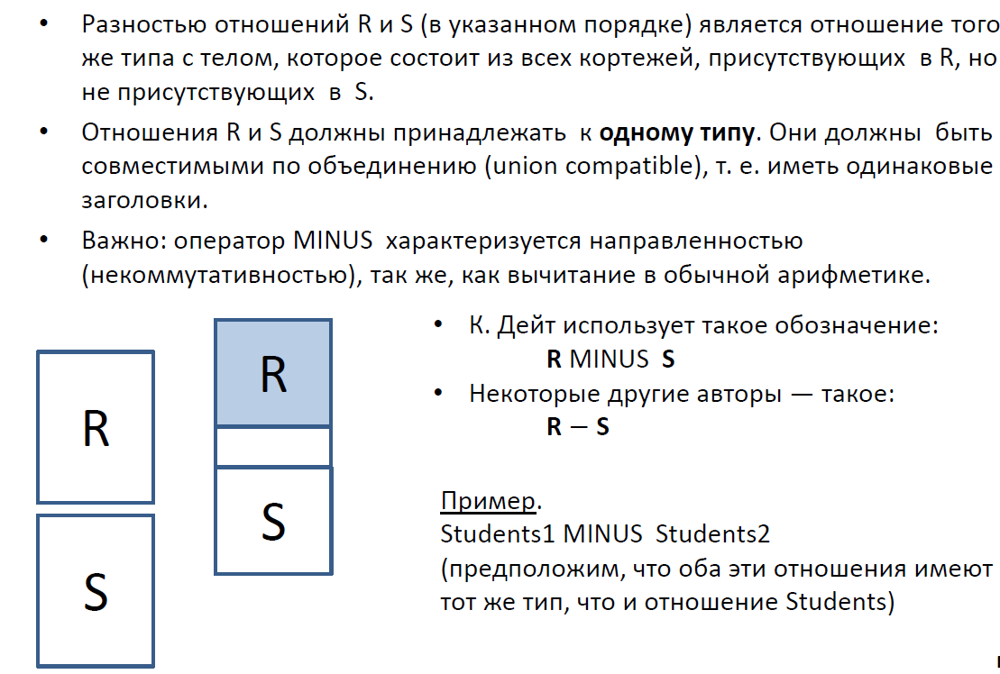 • Разностью отношений R и S (в указанном порядке) является отношение того
же типа с телом, которое состоит из всех кортежей, присутствующих в R, но
не присутствующих в S.
• Отношения R и S должны принадлежать к одному типу. Они должны быть
совместимыми по объединению (union compatible), т. е. иметь одинаковые
заголовки.
• Важно: оператор MINUS характеризуется направленностью
(некоммутативностью), так же, как вычитание в обычной арифметике.
R
S
R
S
• К. Дейт использует такое обозначение:
R MINUS S
• Некоторые другие авторы — такое:
R − S
Пример.
Students1 MINUS Students2
(предположим, что оба эти отношения имеют
тот же тип, что и отношение Students)